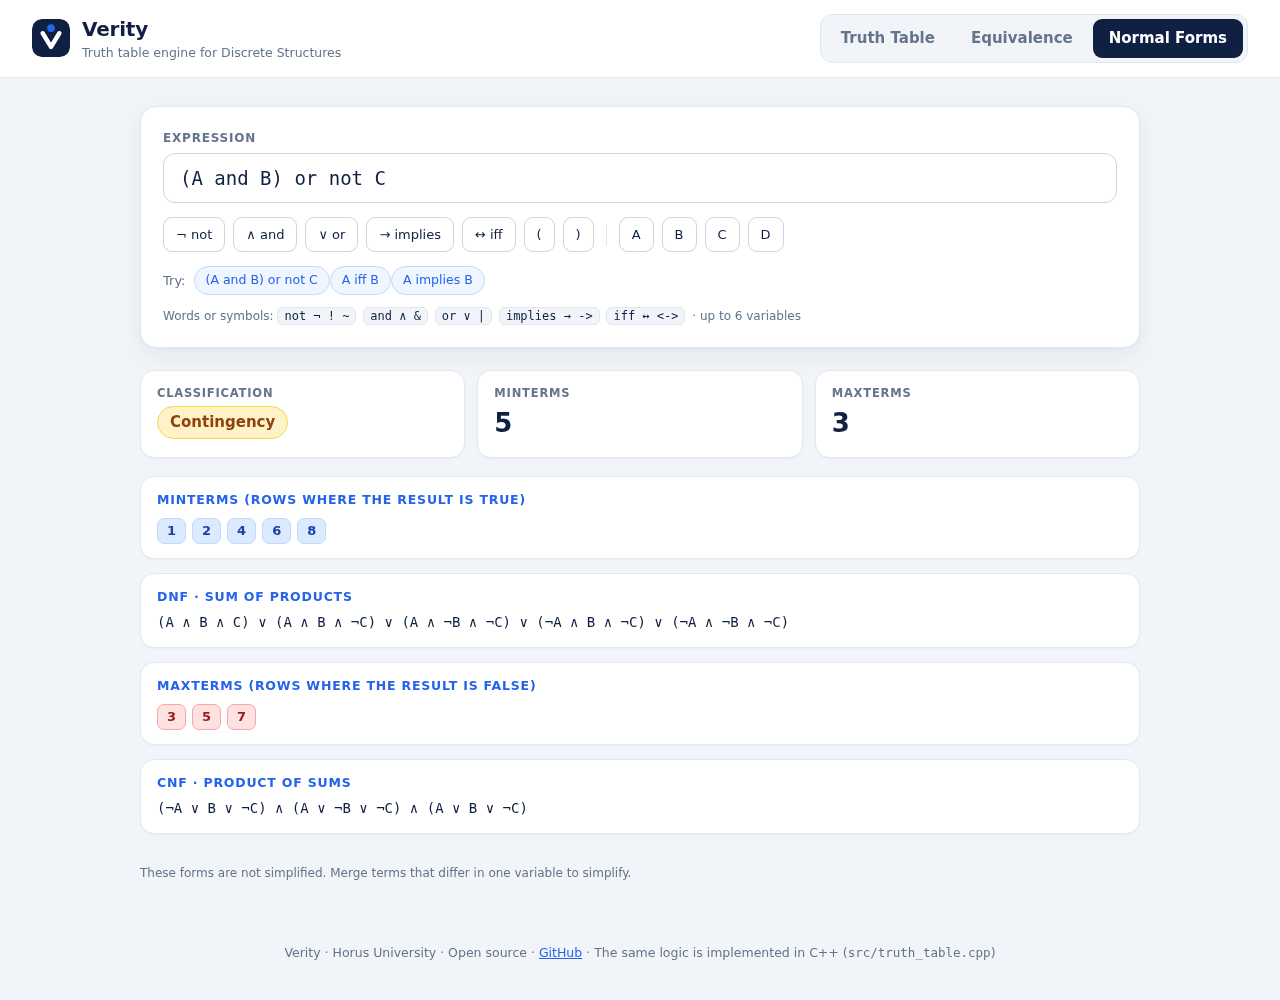 Verity
Truth table engine for Discrete Structures
Truth Table
Equivalence
Normal Forms
EXPRESSION
(A and B) or not C
¬ not
∧ and
∨ or
→ implies
↔ iff
(
)
A
B
C
D
Try:
(A and B) or not C
A iff B
A implies B
Words or symbols: not ¬ ! ~ and ∧ & or ∨ | implies → -> iff ↔ <-> · up to 6 variables
CLASSIFICATION
Contingency
MINTERMS
5
MAXTERMS
3
MINTERMS (ROWS WHERE THE RESULT IS TRUE)
1 2 4 6 8
DNF · SUM OF PRODUCTS
(A ∧ B ∧ C) ∨ (A ∧ B ∧ ¬C) ∨ (A ∧ ¬B ∧ ¬C) ∨ (¬A ∧ B ∧ ¬C) ∨ (¬A ∧ ¬B ∧ ¬C)
MAXTERMS (ROWS WHERE THE RESULT IS FALSE)
3 5 7
CNF · PRODUCT OF SUMS
(¬A ∨ B ∨ ¬C) ∧ (A ∨ ¬B ∨ ¬C) ∧ (A ∨ B ∨ ¬C)
These forms are not simplified. Merge terms that differ in one variable to simplify.
Verity · Horus University · Open source · GitHub · The same logic is implemented in C++ (src/truth_table.cpp)